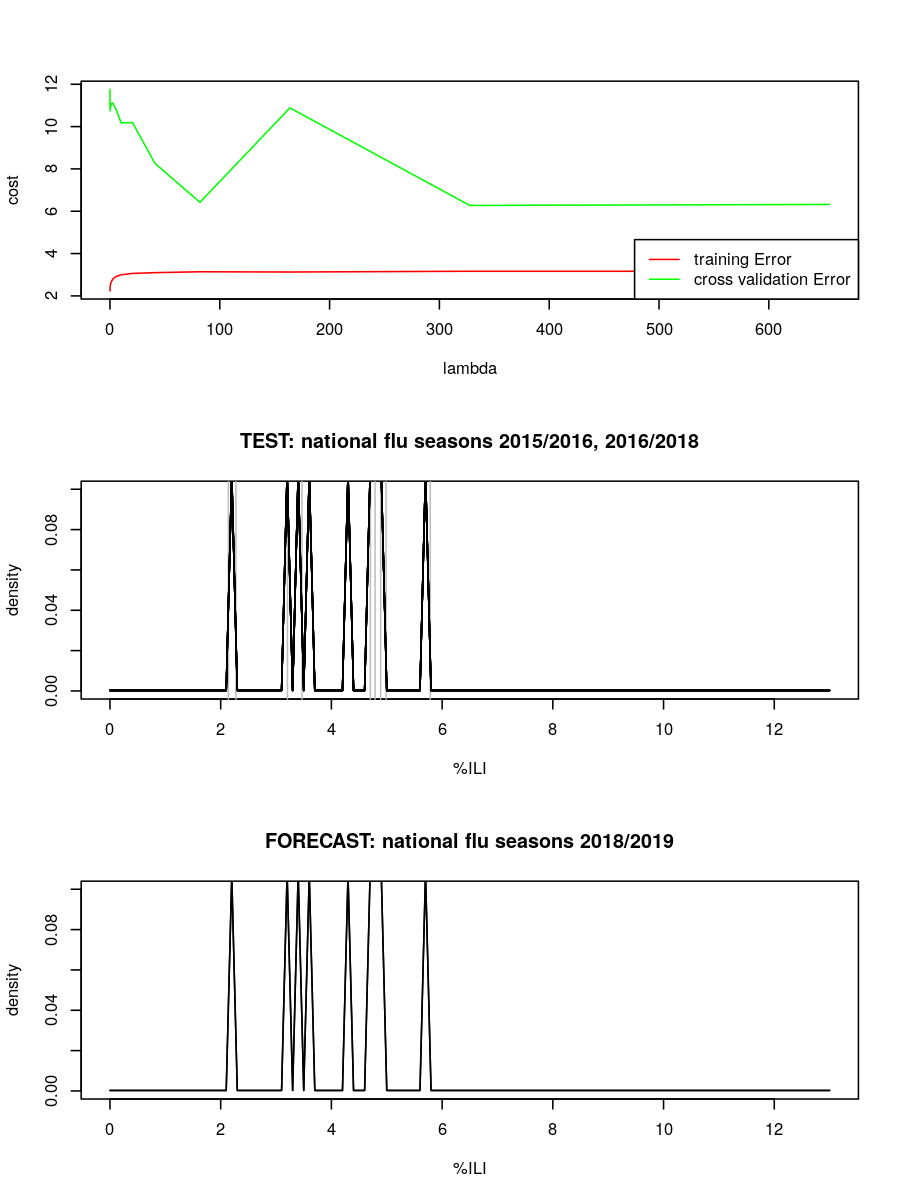 12
10
8
6
4
2
cost
training Error
cross validation Error
0 100 200 300 400 500 600
lambda
TEST: national flu seasons 2015/2016, 2016/2018
0.08
0.04
0.00
density
0 2 4 6 8 10 12
%ILI
FORECAST: national flu seasons 2018/2019
0.08
0.04
0.00
density
0 2 4 6 8 10 12
%ILI